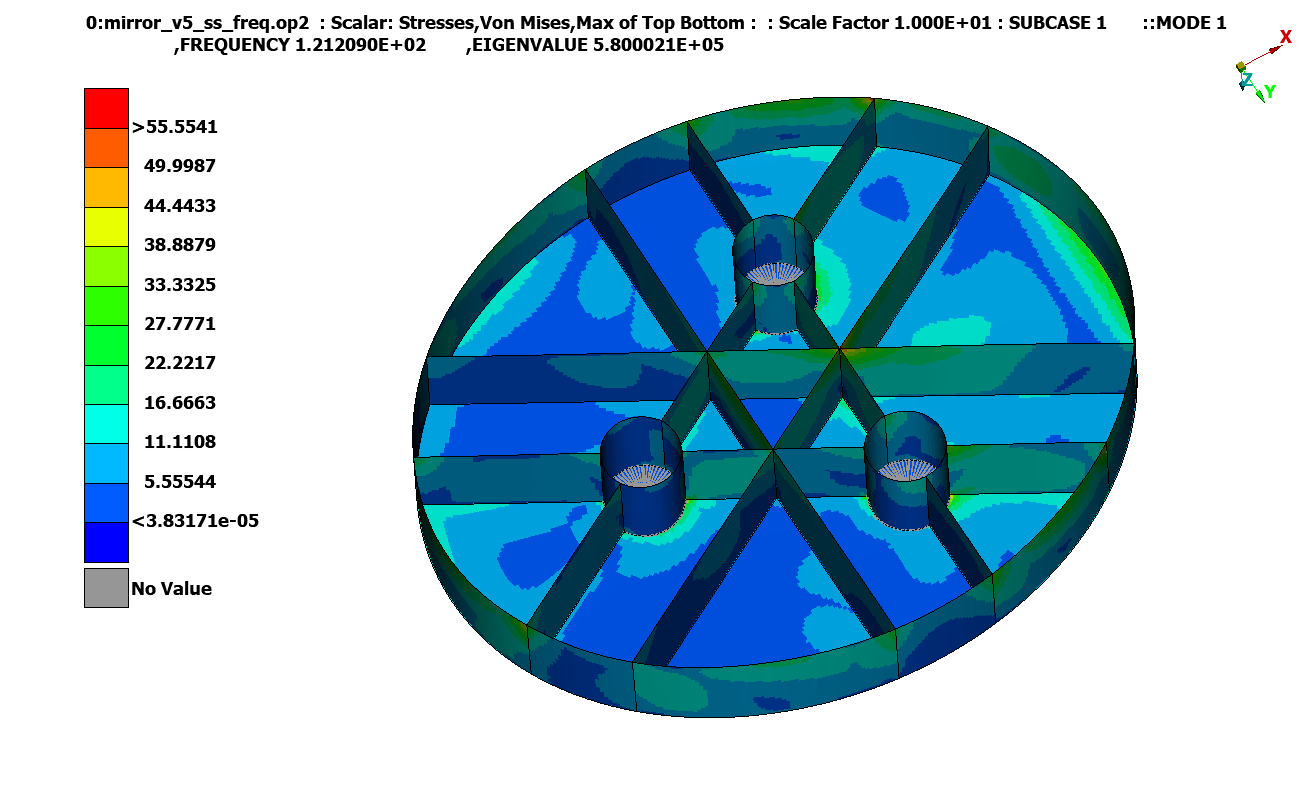 0:mirror_v5_ss_freq.op2 : Scalar: Stresses,Von Mises,Max of Top Bottom : : Scale Factor 1.000E+01 : SUBCASE 1 ::MODE 1
,FREQUENCY 1.212090E+02 ,EIGENVALUE 5.800021E+05
X
Z
Y
>55.5541
49.9987
44.4433
38.8879
33.3325
27.7771
22.2217
16.6663
11.1108
5.55544
<3.83171e-05
No Value